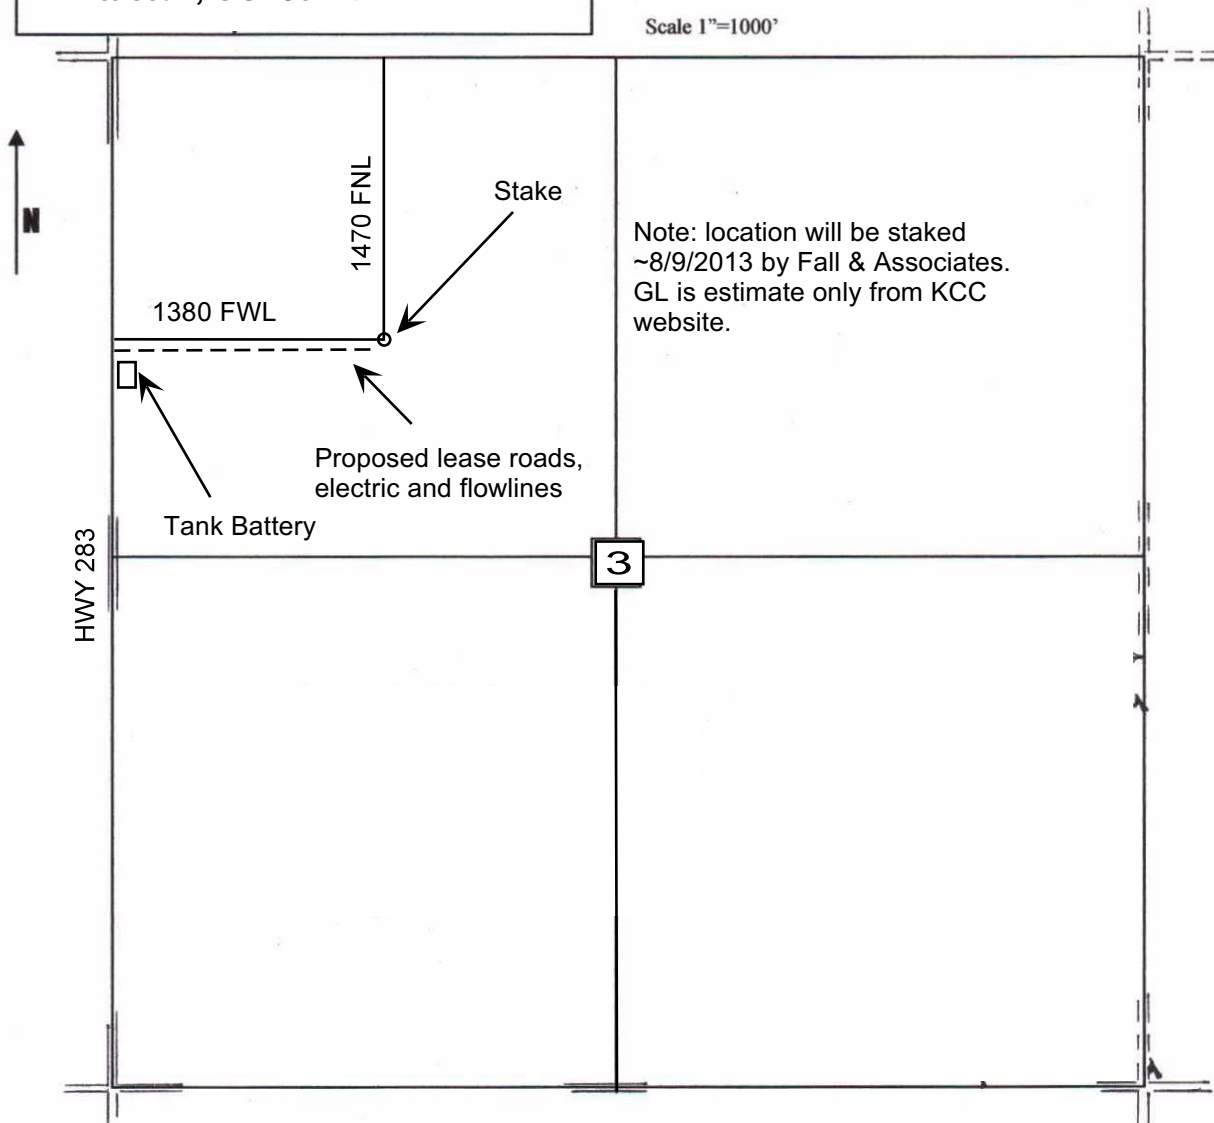 Scale 1"=1000'
N
1470 FNL
Stake
1380 FWL
Note: location will be staked
~8/9/2013 by Fall & Associates.
GL is estimate only from KCC
website.
Proposed lease roads,
electric and flowlines
Tank Battery
HWY 283
3